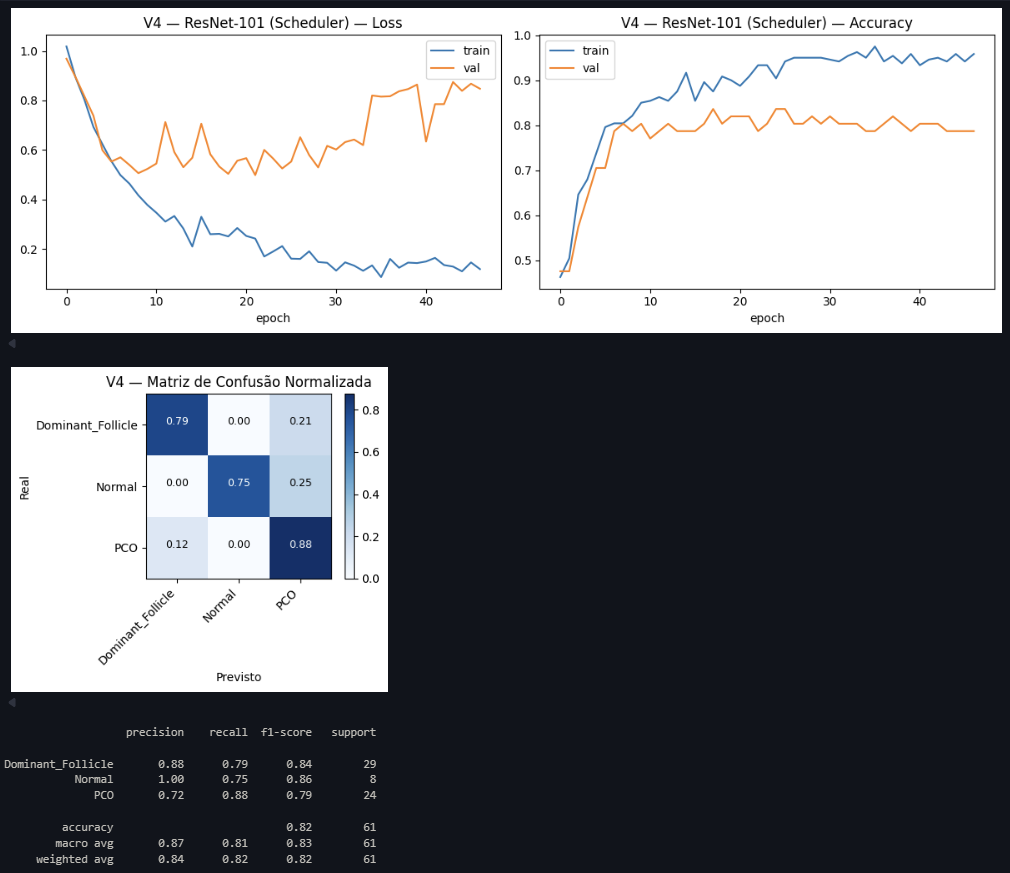 V4 — ResNet-101 (Scheduler) — Loss
train
val
1.0
0.8
0.6
0.4
0.2
0 10 20 30 40
epoch
V4 — ResNet-101 (Scheduler) — Accuracy
train
val
1.0
0.9
0.8
0.7
0.6
0.5
0 10 20 30 40
epoch
V4 — Matriz de Confusão Normalizada
Real
Dominant_Follicle 0.79 0.00 0.21
Normal 0.00 0.75 0.25
PCO 0.12 0.00 0.88
0.8
0.6
0.4
0.2
0.0
Dominant_Follicle Normal PCO
Previsto
precision recall f1-score support
Dominant_Follicle 0.88 0.79 0.84 29
Normal 1.00 0.75 0.86 8
PCO 0.72 0.88 0.79 24
accuracy 0.82 61
macro avg 0.87 0.81 0.83 61
weighted avg 0.84 0.82 0.82 61